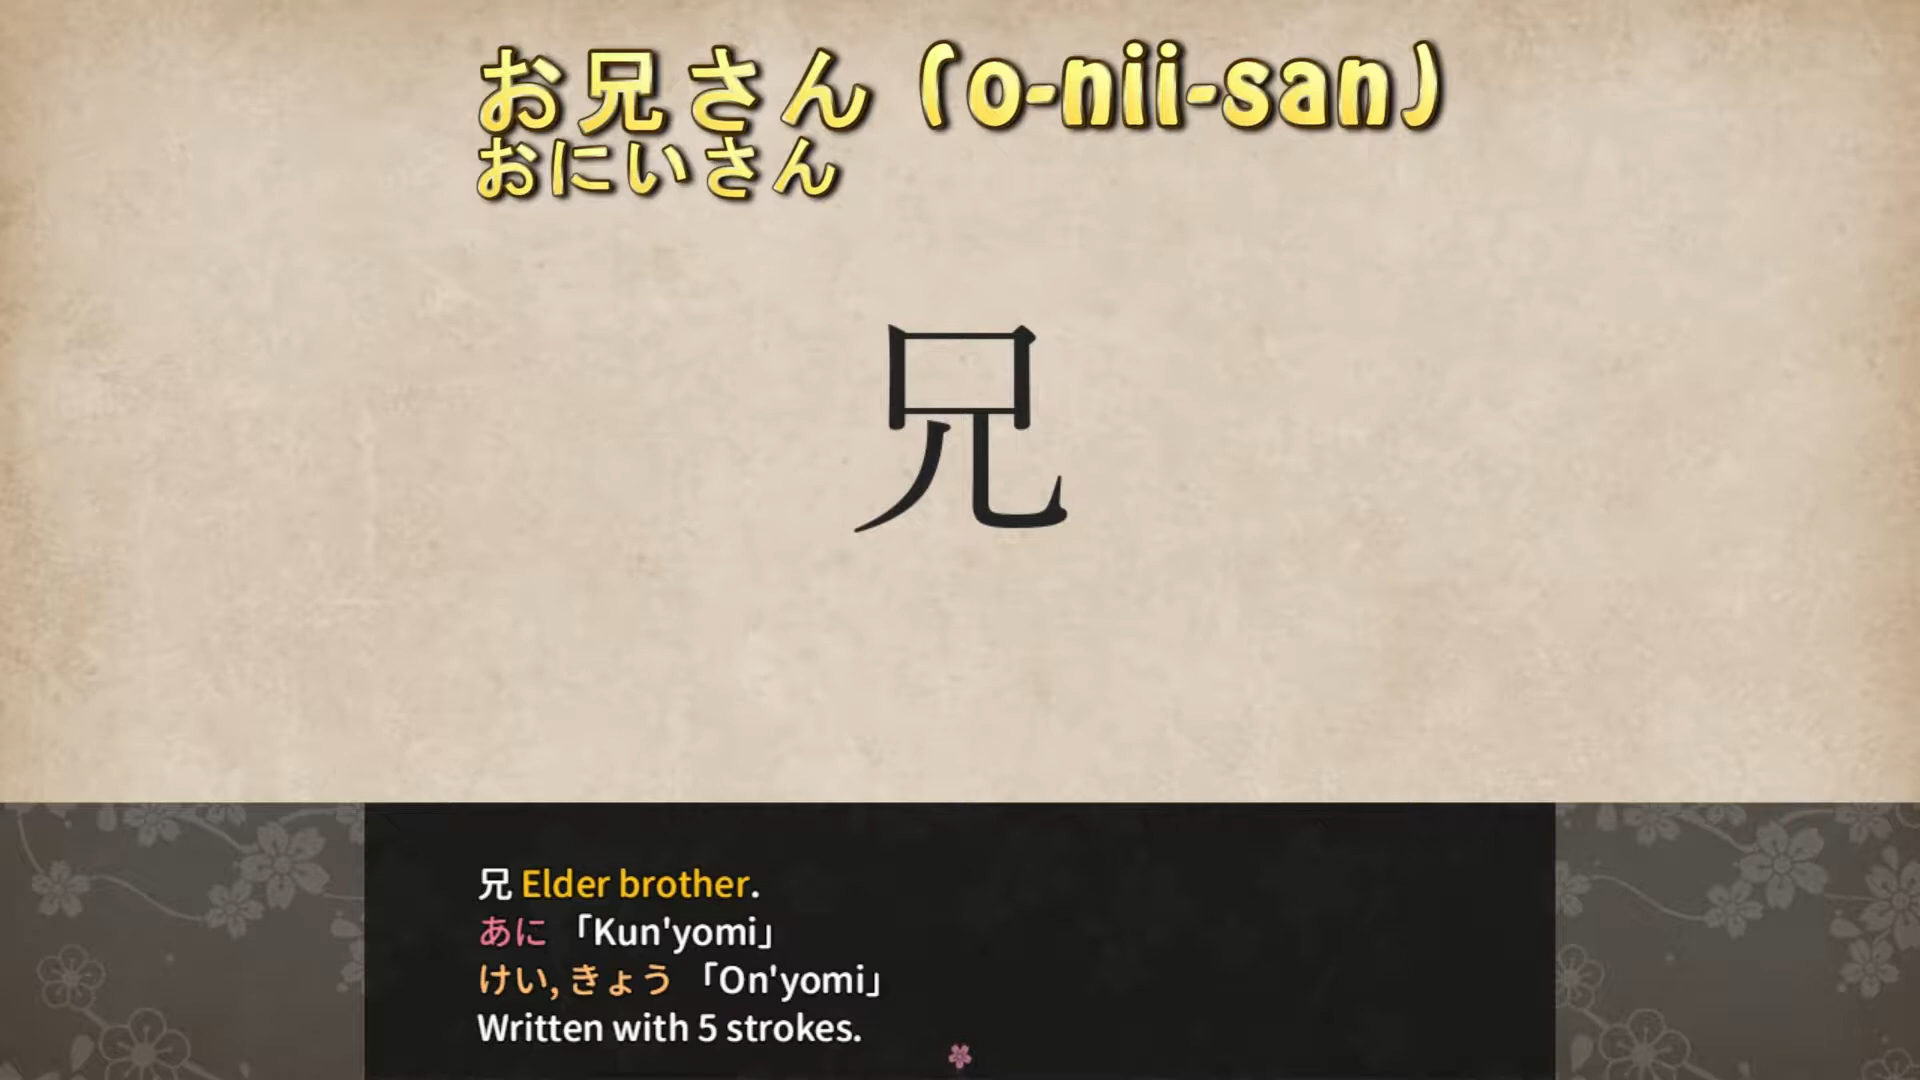 お兄さん (o-nii-san)
おにいさん
兄
兄 Elder brother.
あに 「Kun'yomi」
けい, きょう 「On'yomi」
Written with 5 strokes.